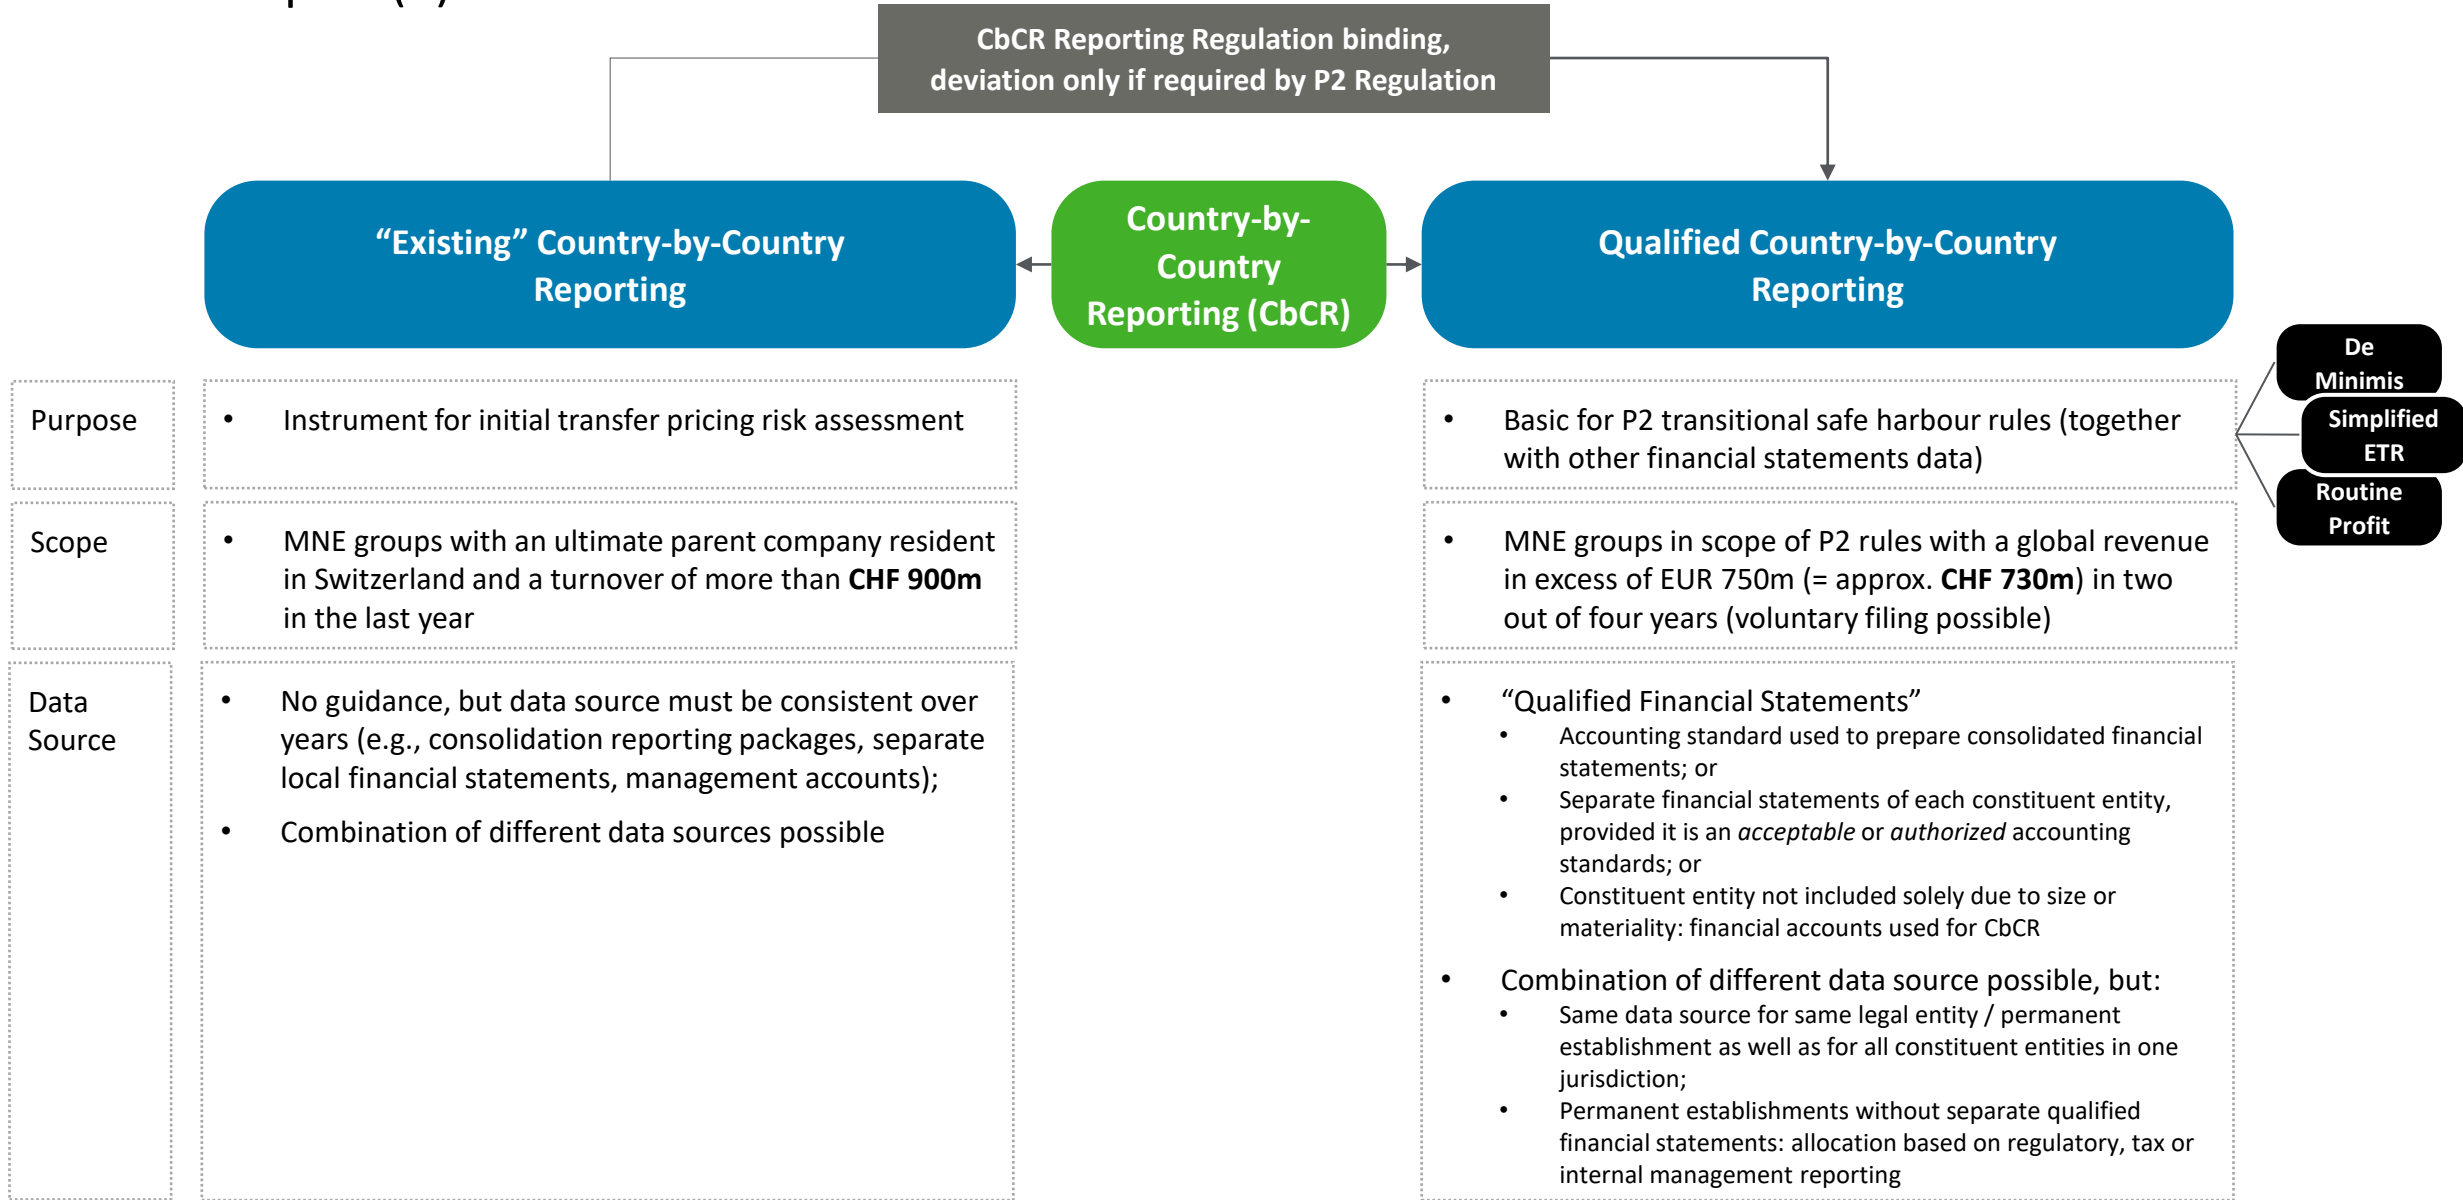 CbCR Reporting Regulation binding,
deviation only if required by P2 Regulation
“Existing” Country-by-Country
Reporting
Country-by-
Country
Reporting (CbCR)
Qualified Country-by-Country
Reporting
De
Minimis
Simplified
ETR
Routine
Profit
Purpose
• Instrument for initial transfer pricing risk assessment
• Basic for P2 transitional safe harbour rules (together
with other financial statements data)
Scope
• MNE groups with an ultimate parent company resident
in Switzerland and a turnover of more than CHF 900m
in the last year
• MNE groups in scope of P2 rules with a global revenue
in excess of EUR 750m (= approx. CHF 730m) in two
out of four years (voluntary filing possible)
Data
Source
• No guidance, but data source must be consistent over
years (e.g., consolidation reporting packages, separate
local financial statements, management accounts);
• Combination of different data sources possible
• “Qualified Financial Statements”
• Accounting standard used to prepare consolidated financial
statements; or
• Separate financial statements of each constituent entity,
provided it is an acceptable or authorized accounting
standards; or
• Constituent entity not included solely due to size or
materiality: financial accounts used for CbCR
• Combination of different data source possible, but:
• Same data source for same legal entity / permanent
establishment as well as for all constituent entities in one
jurisdiction;
• Permanent establishments without separate qualified
financial statements: allocation based on regulatory, tax or
internal management reporting